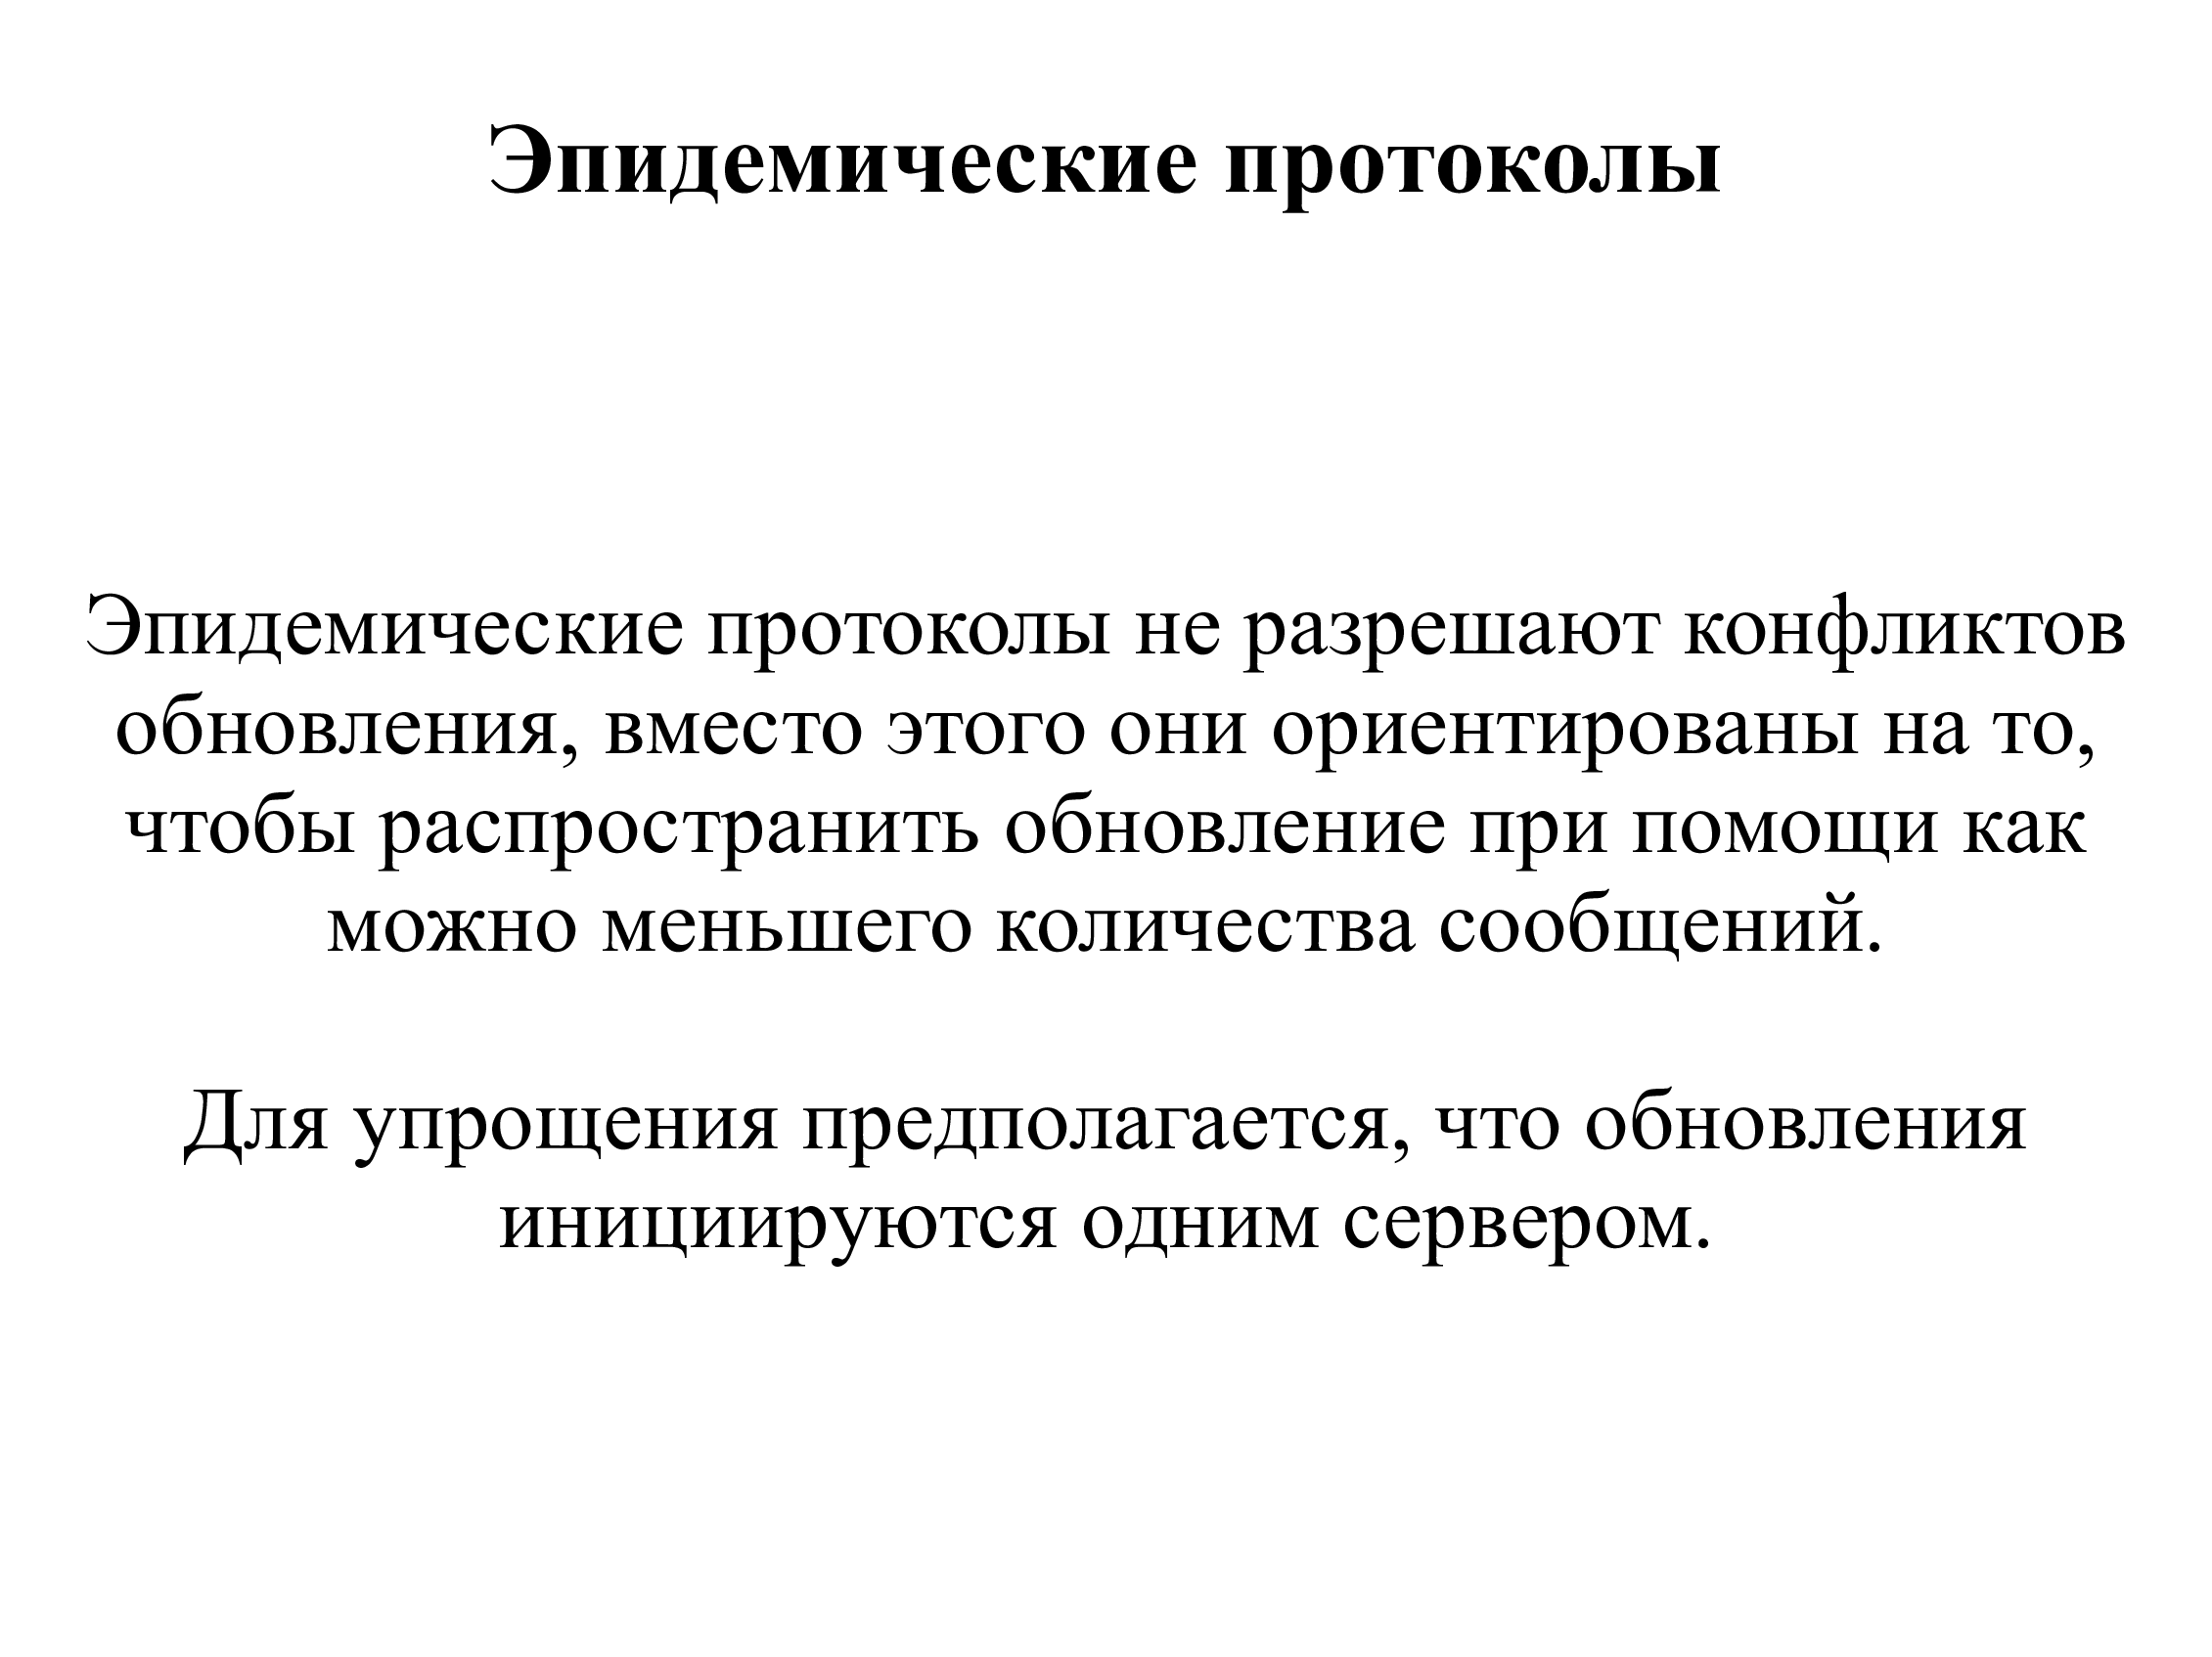 Эпидемические протоколы
Эпидемические протоколы не разрешают конфликтов
обновления, вместо этого они ориентированы на то,
чтобы распространить обновление при помощи как
можно меньшего количества сообщений.
Для упрощения предполагается, что обновления
инициируются одним сервером.